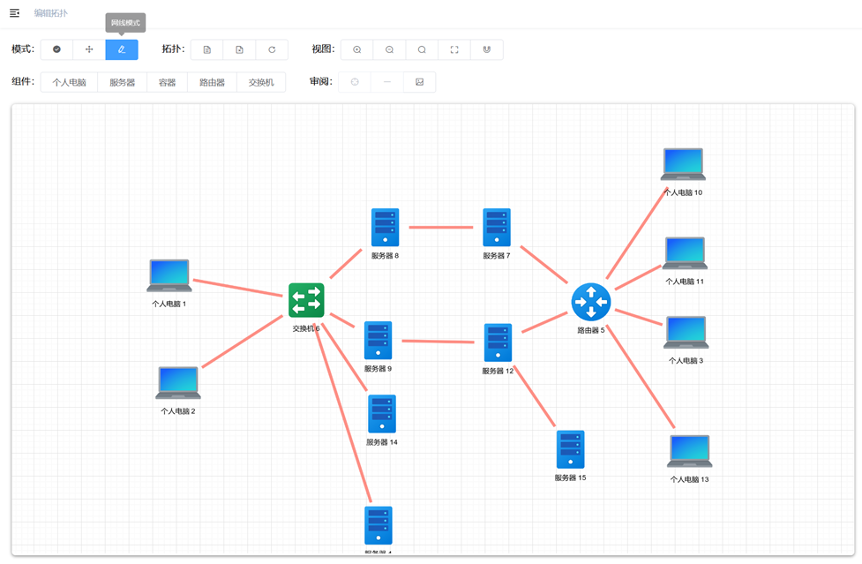 编辑拓扑
网线模式
模式：
拓扑：
视图：
组件：
个人电脑
服务器
容器
路由器
交换机
审阅：
个人电脑 10
服务器 8
服务器 7
个人电脑 11
个人电脑 1
交换机 6
路由器 5
服务器 9
服务器 12
个人电脑 3
个人电脑 2
服务器 14
服务器 15
个人电脑 13
服务器 4